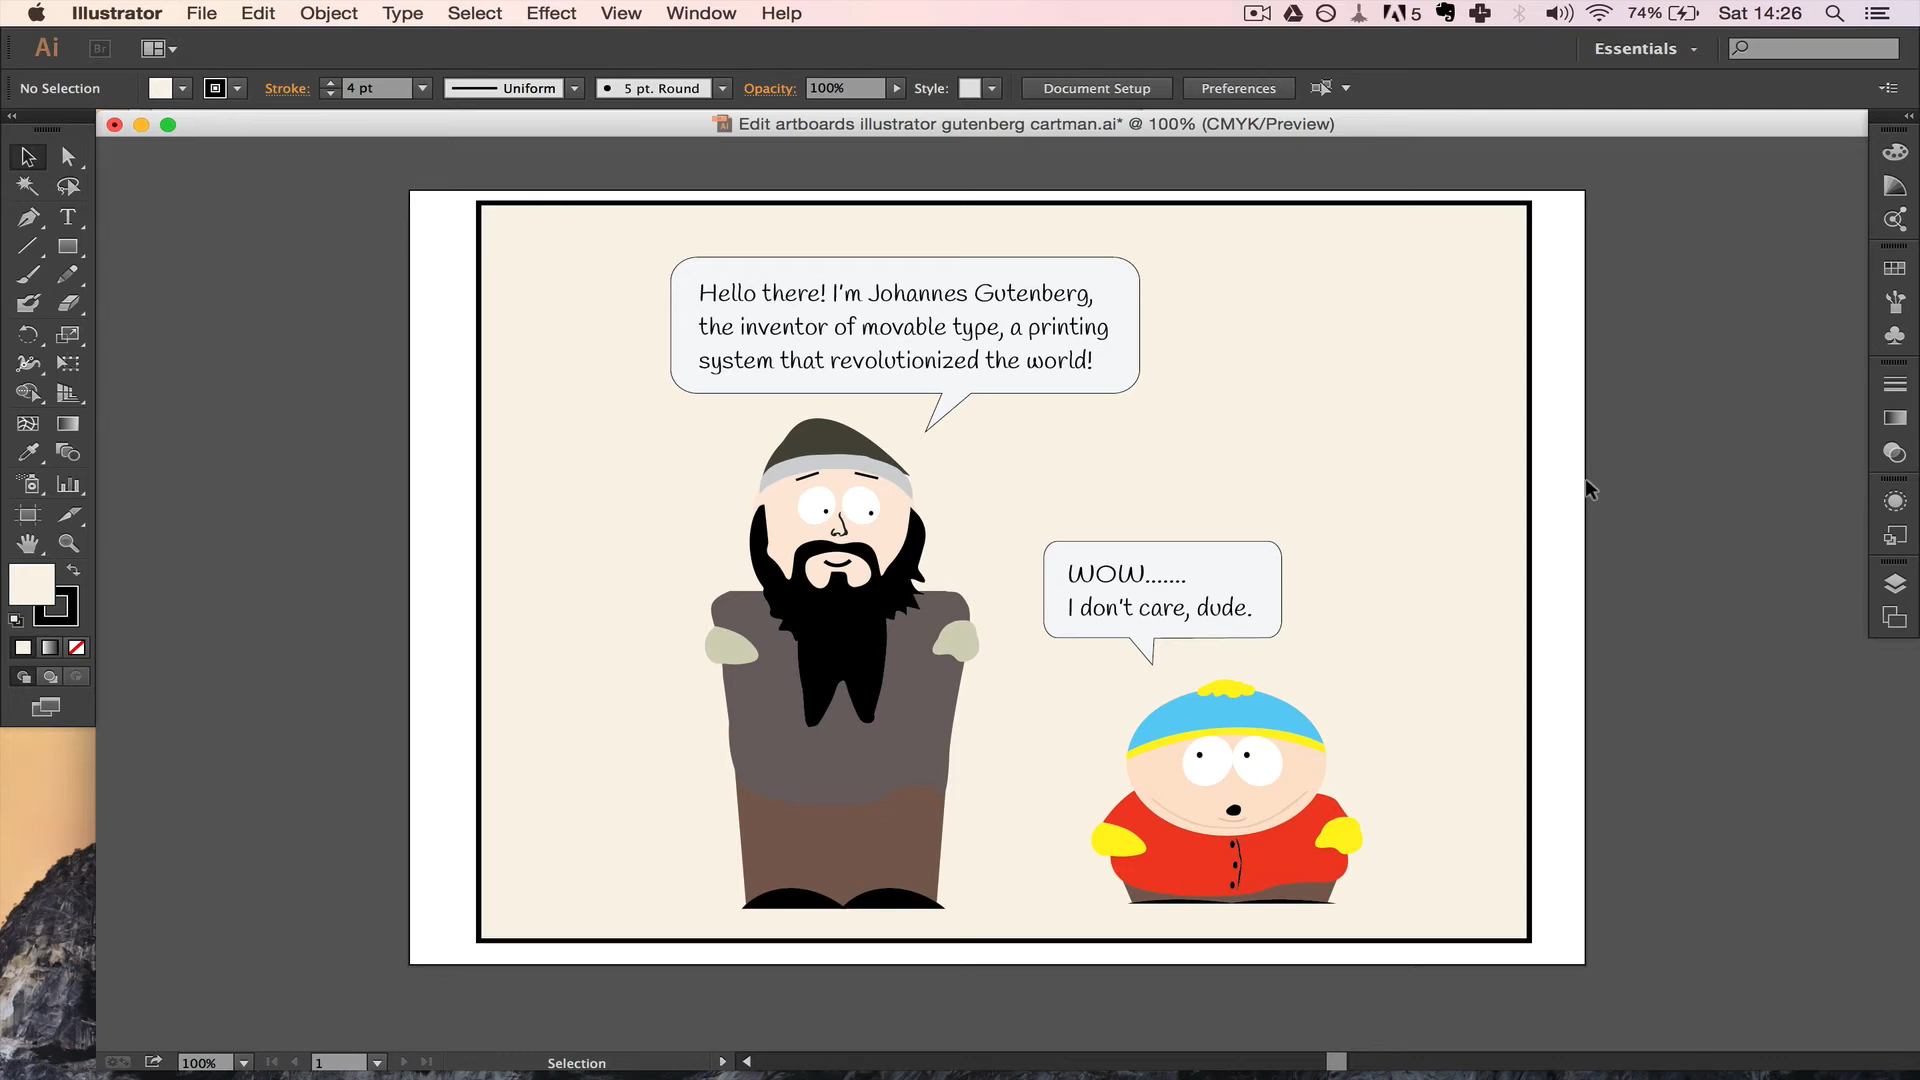 Illustrator File Edit Object Type Select Effect View Window Help 5 74% Sat 14:26
Ai Br Essentials
No Selection Stroke: 4 pt Uniform 5 pt. Round Opacity: 100% Style: Document Setup Preferences
Edit artboards illustrator gutenberg cartman.ai* @ 100% (CMYK/Preview)
T
Hello there! I'm Johannes Gutenberg,
the inventor of movable type, a printing
system that revolutionized the world!
WOW.......
I don't care, dude.
100% 1 Selection